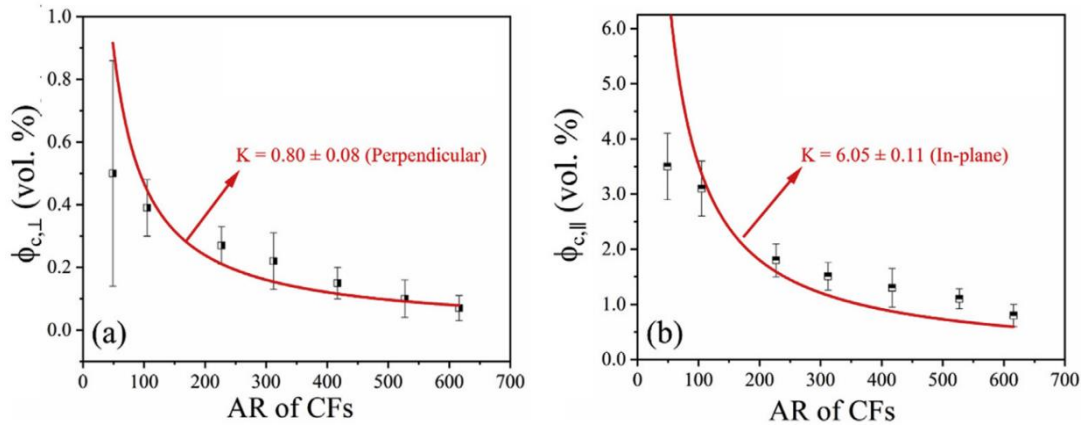 1.0
0.8
0.6
0.4
0.2
0.0
ϕc,⊥ (vol. %)
K = 0.80 ± 0.08 (Perpendicular)
(a)
0 100 200 300 400 500 600 700
AR of CFs
6.0
5.0
4.0
3.0
2.0
1.0
0.0
ϕc,∥ (vol. %)
K = 6.05 ± 0.11 (In-plane)
(b)
0 100 200 300 400 500 600 700
AR of CFs